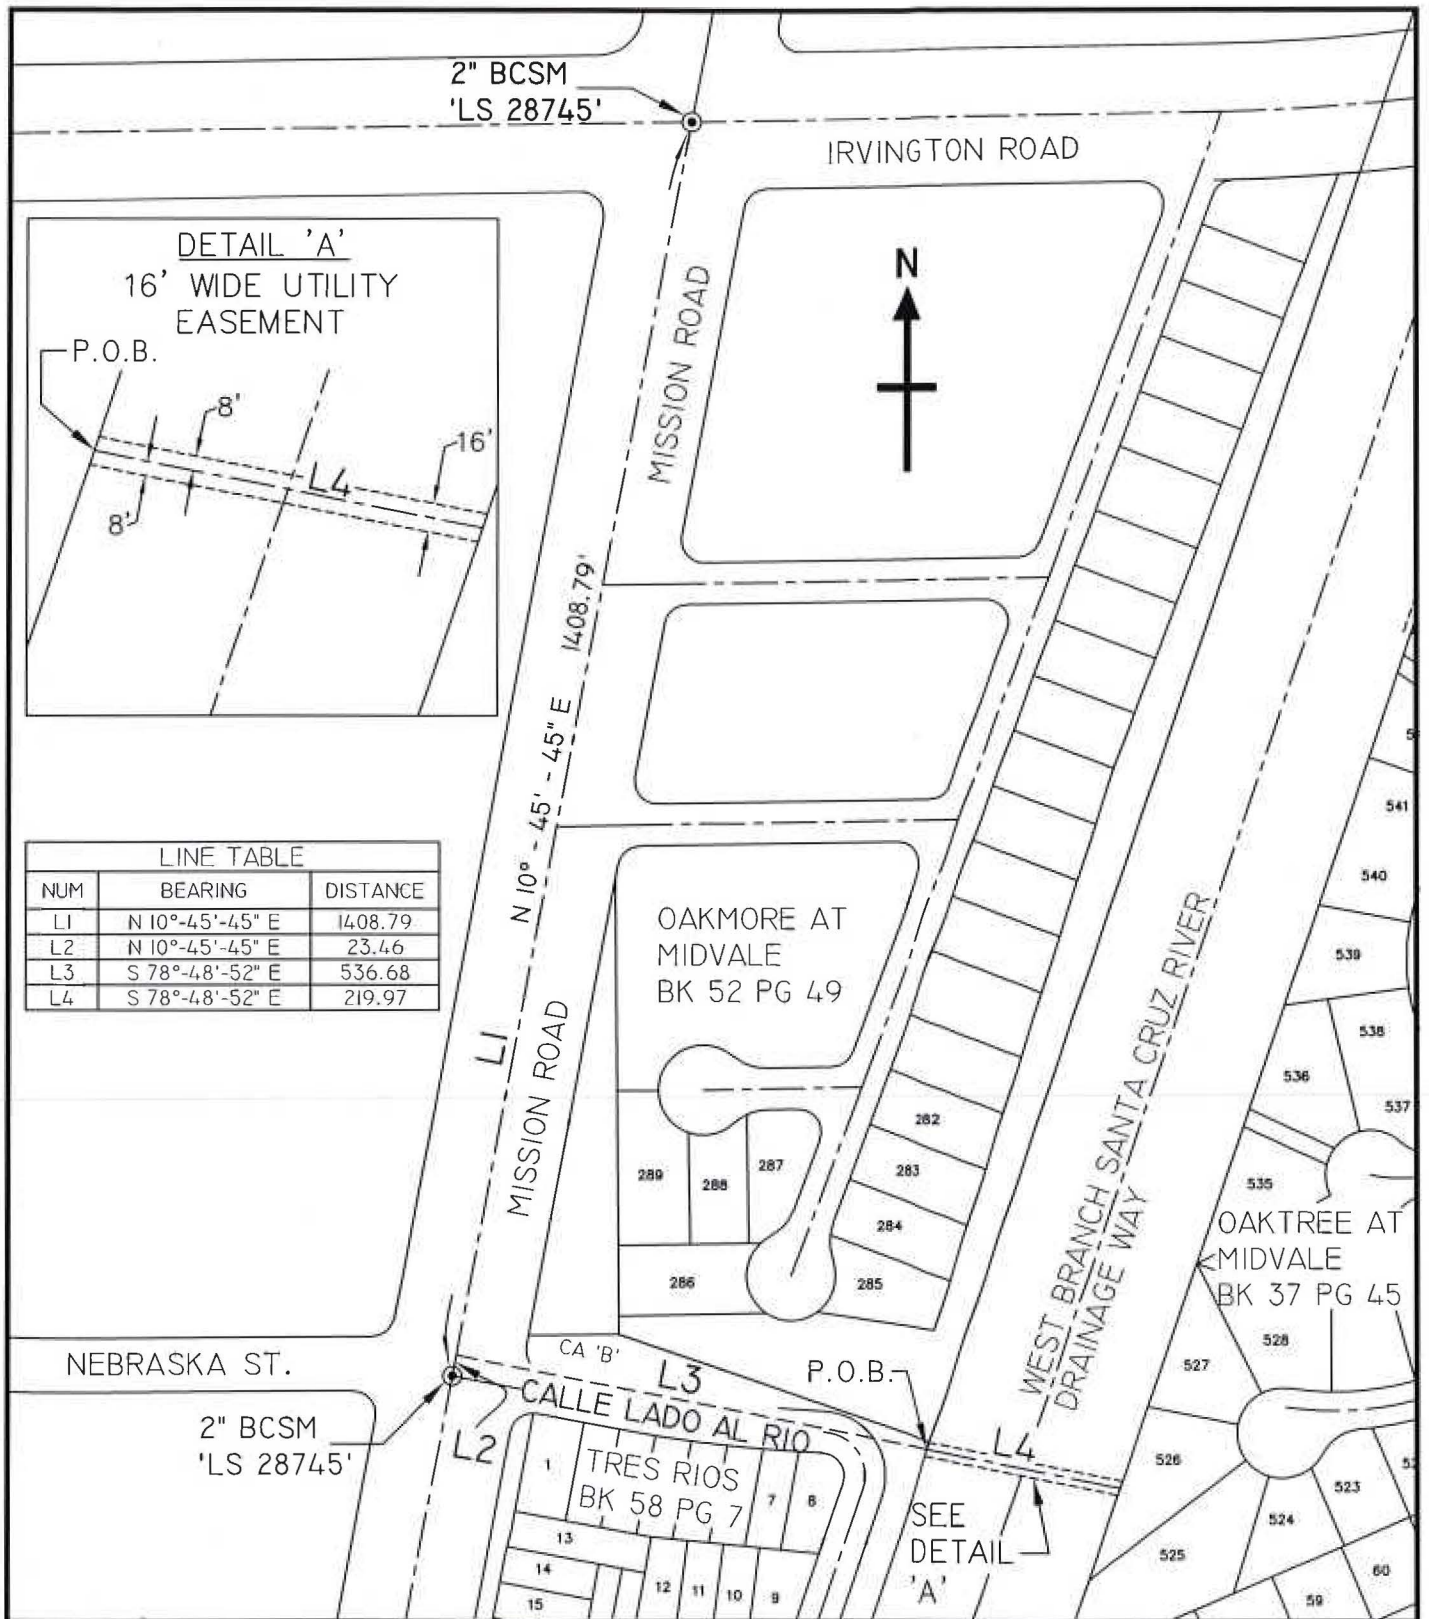 2" BCSM
'LS 28745'
IRVINGTON ROAD
DETAIL 'A'
16' WIDE UTILITY
EASEMENT
P.O.B.
8'
16'
L4
8'
N
MISSION ROAD
N 10° - 45' - 45" E 1408.79'
LINE TABLE
NUM BEARING DISTANCE
L1 N 10°-45'-45" E 1408.79
L2 N 10°-45'-45" E 23.46
L3 S 78°-48'-52" E 536.68
L4 S 78°-48'-52" E 219.97
OAKMORE AT
MIDVALE
BK 52 PG 49
L1
MISSION ROAD
WEST BRANCH SANTA CRUZ RIVER
DRAINAGE WAY
541
540
539
538
536
537
535
282
283
284
285
289
288
287
286
OAKTREE AT
MIDVALE
BK 37 PG 45
528
527
526
525
524
523
60
59
NEBRASKA ST.
CA 'B'
L3
P.O.B.
CALLE LADO AL RIO
2" BCSM
'LS 28745'
L2
L4
TRES RIOS
BK 58 PG 7
1
7
8
13
14
15
12
11
10
9
SEE
DETAIL
'A'